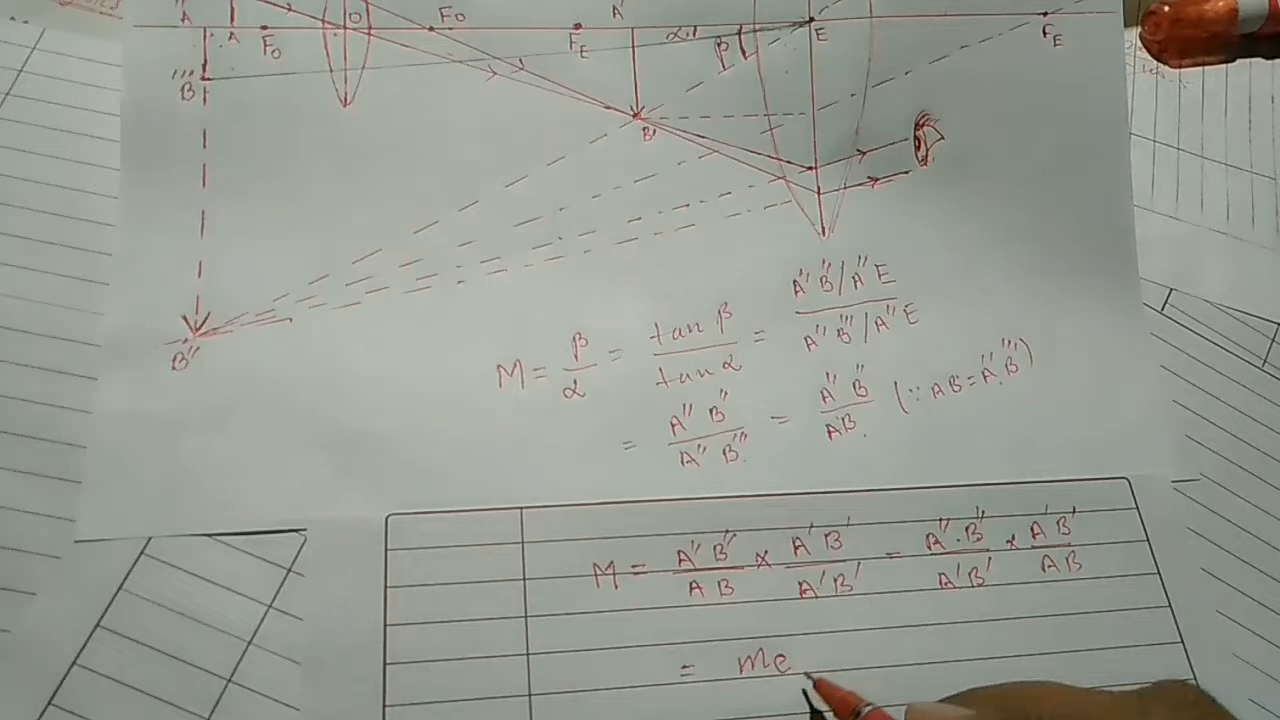 A'' A F₀ O F₀ F_E A' α β E F_E
B'''
B'
B''
M = β/α = tan β / tan α = A''B''/A''E / A''B'''/A''E
= A''B''/A''B''' = A''B''/AB (∵ AB = A''B''')
M = A''B''/AB × A'B'/A'B' = A''.B''/A'B' × A'B'/AB
= me